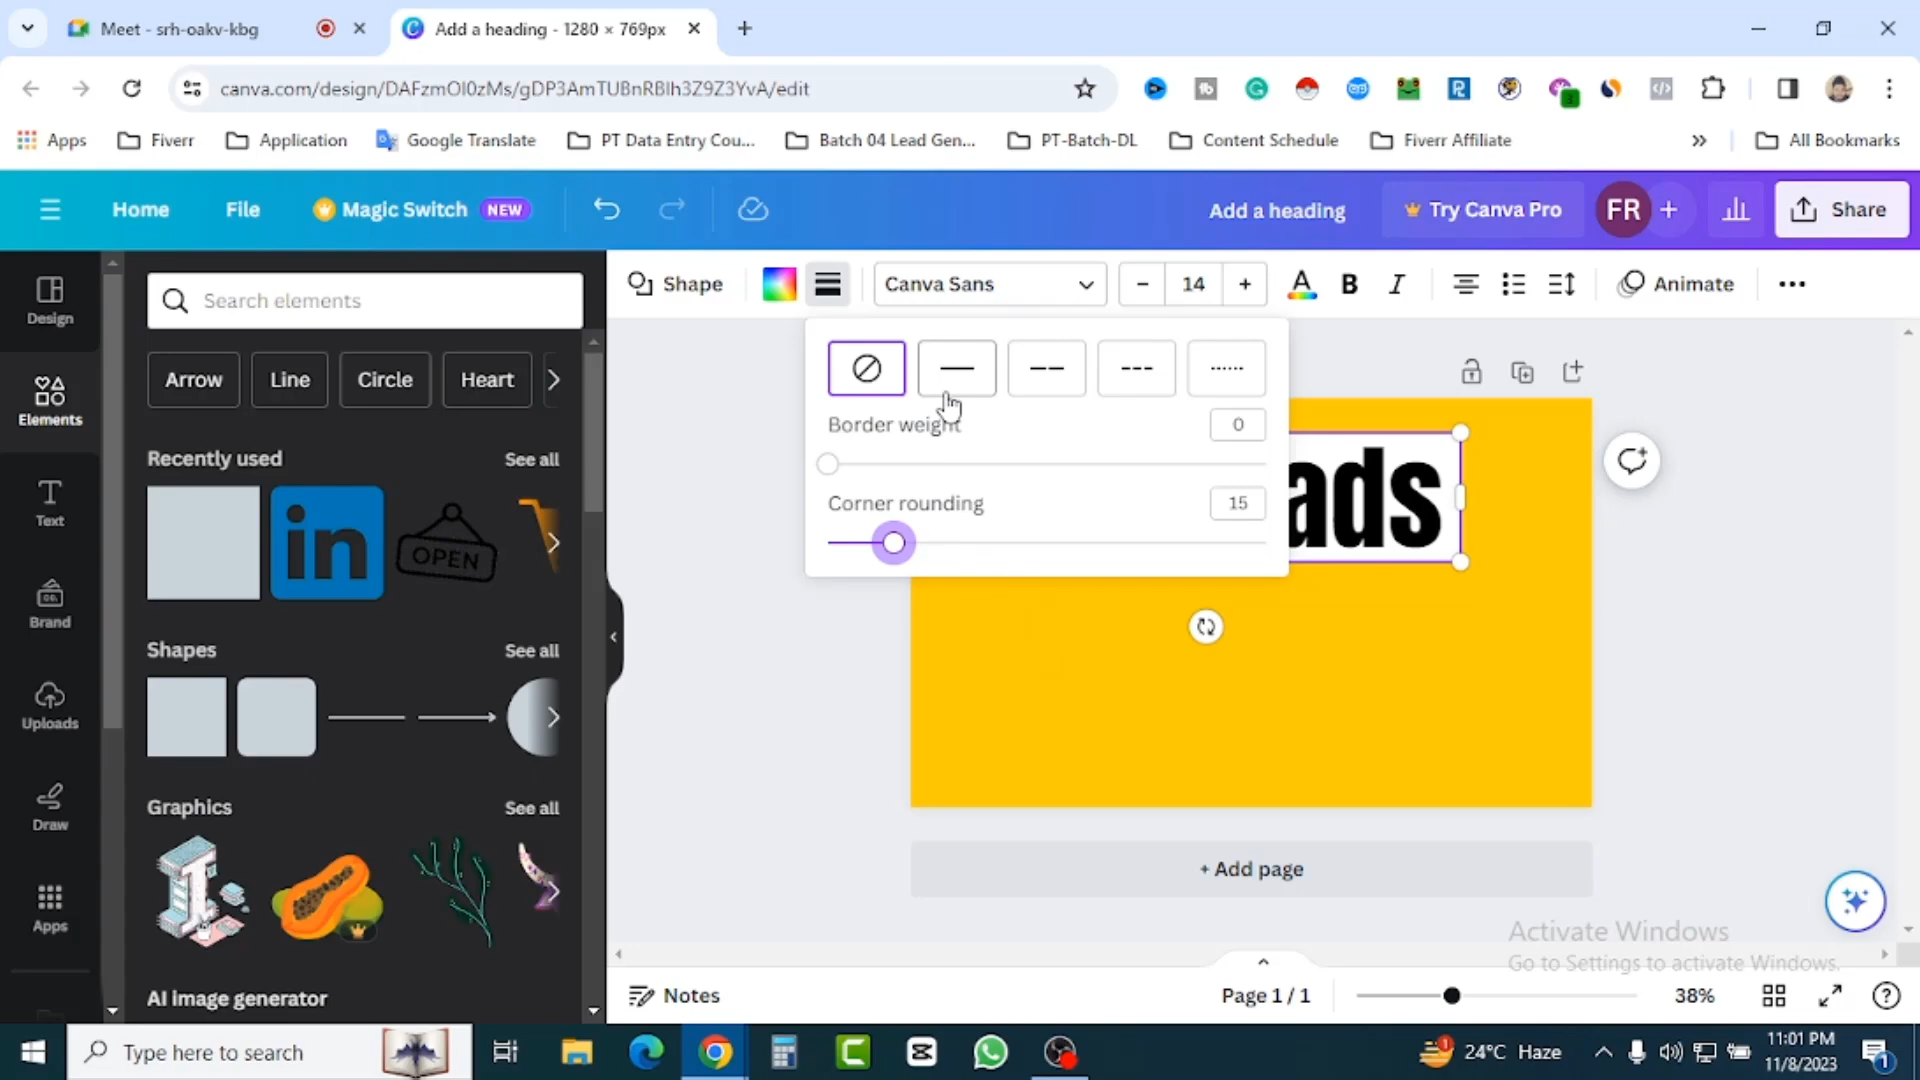 Meet - srh-oakv-kbg
Add a heading - 1280 × 769px
canva.com/design/DAFzmOl0zMs/gDP3AmTUBnRBIh3Z9Z3YvA/edit
3
Apps
Fiverr
Application
Google Translate
PT Data Entry Cou...
Batch 04 Lead Gen...
PT-Batch-DL
Content Schedule
Fiverr Affiliate
All Bookmarks
Home
File
Magic Switch
NEW
Add a heading
Try Canva Pro
FR
Share
Design
Elements
Text
Brand
Uploads
Draw
Apps
Search elements
Arrow
Line
Circle
Heart
Recently used
See all
in
OPEN
Shapes
See all
Graphics
See all
AI image generator
Shape
Canva Sans
14
A
B
I
Animate
Border weight
0
Corner rounding
15
ads
+ Add page
Activate Windows
Go to Settings to activate Windows.
Notes
Page 1 / 1
38%
Type here to search
24°C Haze
11:01 PM
11/8/2023
1